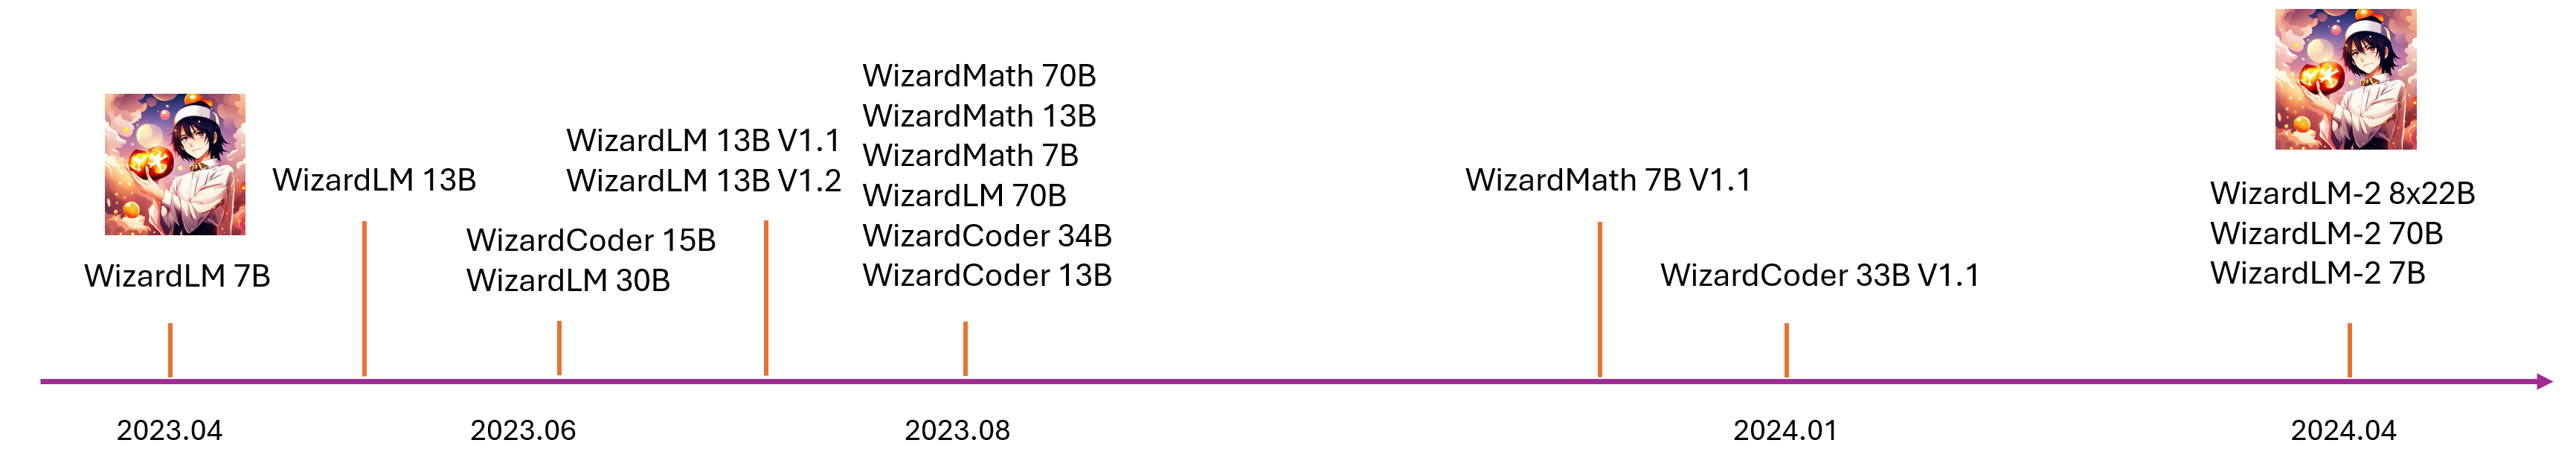 WizardLM 7B
WizardLM 13B
WizardCoder 15B
WizardLM 30B
WizardLM 13B V1.1
WizardLM 13B V1.2
WizardMath 70B
WizardMath 13B
WizardMath 7B
WizardLM 70B
WizardCoder 34B
WizardCoder 13B
WizardMath 7B V1.1
WizardCoder 33B V1.1
WizardLM-2 8x22B
WizardLM-2 70B
WizardLM-2 7B
2023.04
2023.06
2023.08
2024.01
2024.04